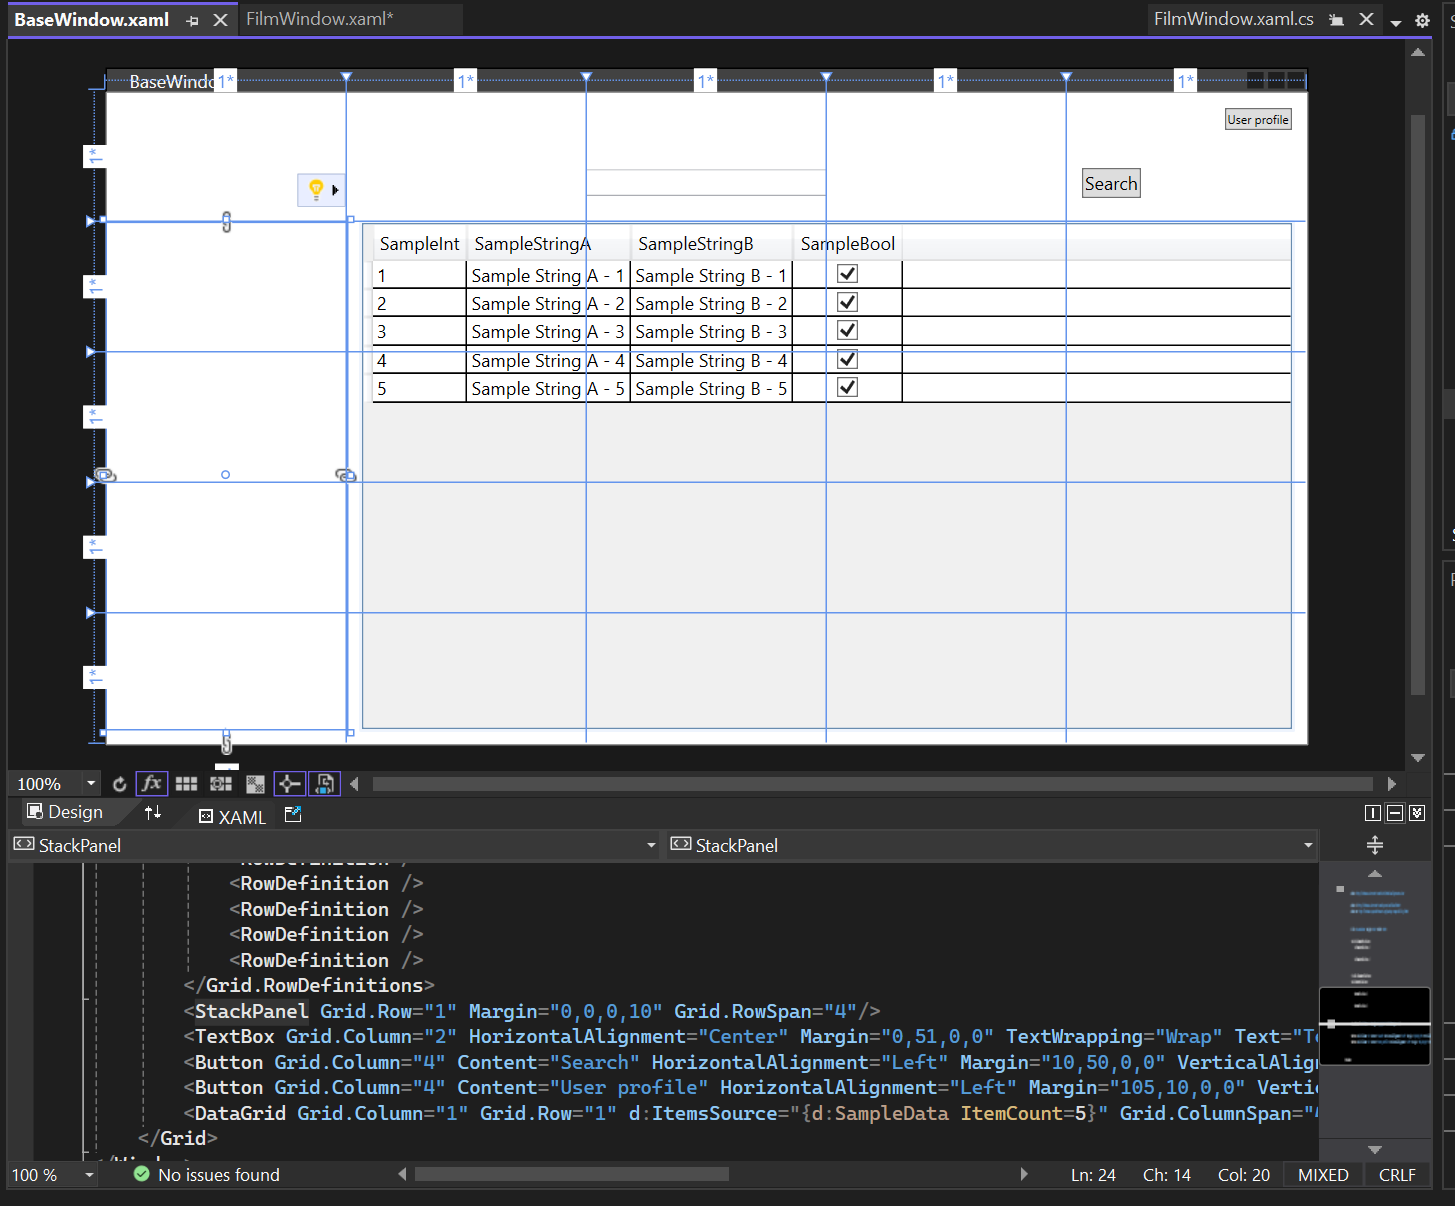 BaseWindow.xaml
FilmWindow.xaml*
FilmWindow.xaml.cs
BaseWindo
1*
1*
1*
1*
1*
User profile
1*
Search
SampleInt SampleStringA SampleStringB SampleBool
1*
1 Sample String A - 1 Sample String B - 1
2 Sample String A - 2 Sample String B - 2
3 Sample String A - 3 Sample String B - 3
4 Sample String A - 4 Sample String B - 4
5 Sample String A - 5 Sample String B - 5
1*
1*
1*
100% fx
Design XAML
StackPanel StackPanel
<RowDefinition />
<RowDefinition />
<RowDefinition />
<RowDefinition />
</Grid.RowDefinitions>
<StackPanel Grid.Row="1" Margin="0,0,0,10" Grid.RowSpan="4"/>
<TextBox Grid.Column="2" HorizontalAlignment="Center" Margin="0,51,0,0" TextWrapping="Wrap" Text="T
<Button Grid.Column="4" Content="Search" HorizontalAlignment="Left" Margin="10,50,0,0" VerticalAlign
<Button Grid.Column="4" Content="User profile" HorizontalAlignment="Left" Margin="105,10,0,0" Vertic
<DataGrid Grid.Column="1" Grid.Row="1" d:ItemsSource="{d:SampleData ItemCount=5}" Grid.ColumnSpan="
</Grid>
100 % No issues found Ln: 24 Ch: 14 Col: 20 MIXED CRLF